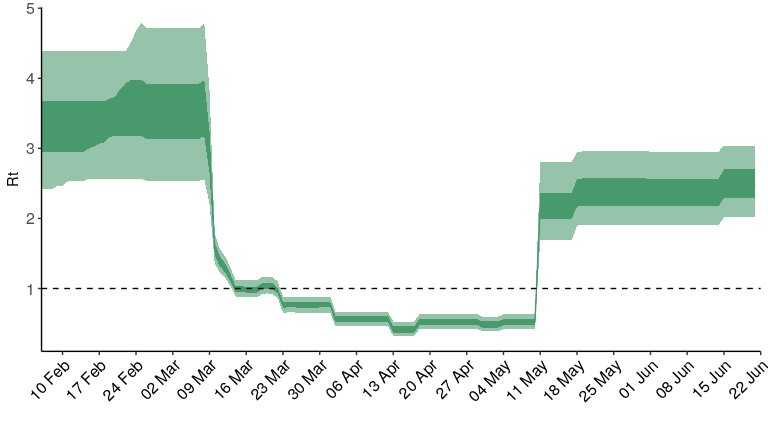 5
4
3
2
1
Rt
10 Feb
17 Feb
24 Feb
02 Mar
09 Mar
16 Mar
23 Mar
30 Mar
06 Apr
13 Apr
20 Apr
27 Apr
04 May
11 May
18 May
25 May
01 Jun
08 Jun
15 Jun
22 Jun